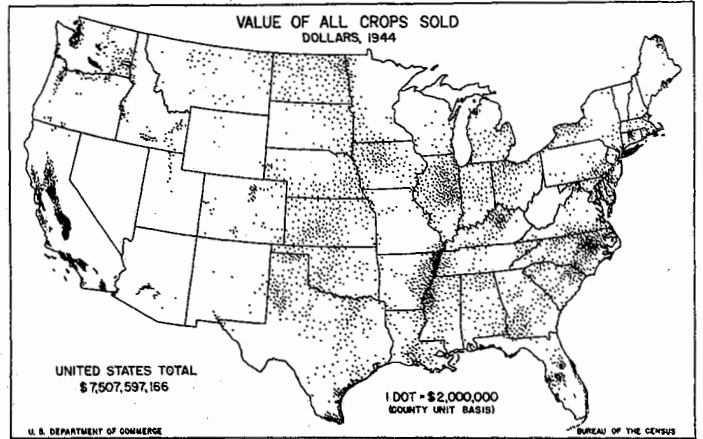 VALUE OF ALL CROPS SOLD
DOLLARS, 1944
UNITED STATES TOTAL
$7,507,597,166
1 DOT = $2,000,000
(COUNTY UNIT BASIS)
U. S. DEPARTMENT OF COMMERCE
BUREAU OF THE CENSUS